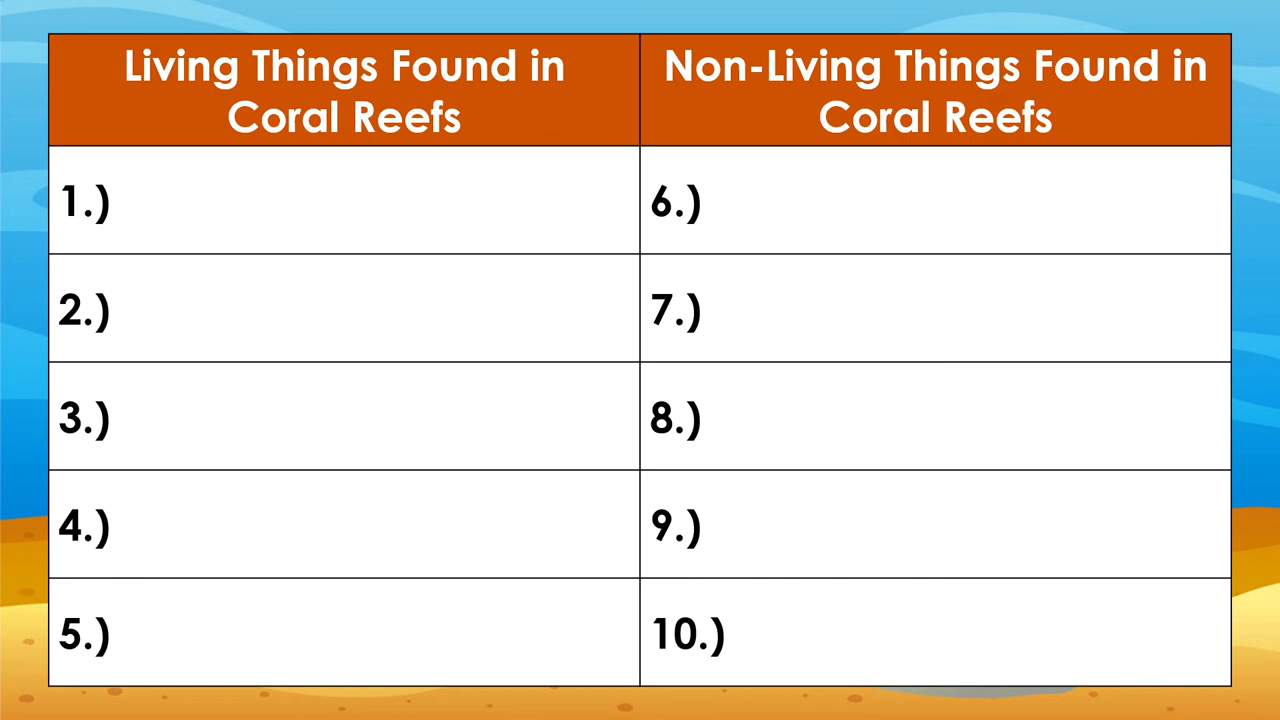 Living Things Found in
Coral Reefs
Non-Living Things Found in
Coral Reefs
1.)
6.)
2.)
7.)
3.)
8.)
4.)
9.)
5.)
10.)